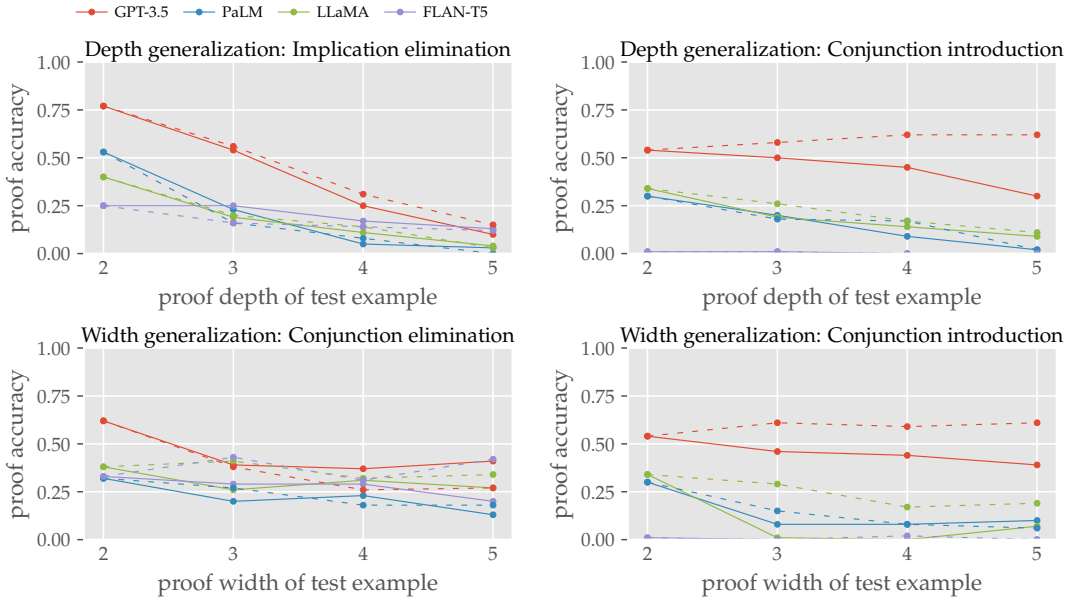 GPT-3.5 PaLM LLaMA FLAN-T5
Depth generalization: Implication elimination
1.00
0.75
0.50
0.25
0.00
proof accuracy
2 3 4 5
proof depth of test example
Depth generalization: Conjunction introduction
1.00
0.75
0.50
0.25
0.00
proof accuracy
2 3 4 5
proof depth of test example
Width generalization: Conjunction elimination
1.00
0.75
0.50
0.25
0.00
proof accuracy
2 3 4 5
proof width of test example
Width generalization: Conjunction introduction
1.00
0.75
0.50
0.25
0.00
proof accuracy
2 3 4 5
proof width of test example